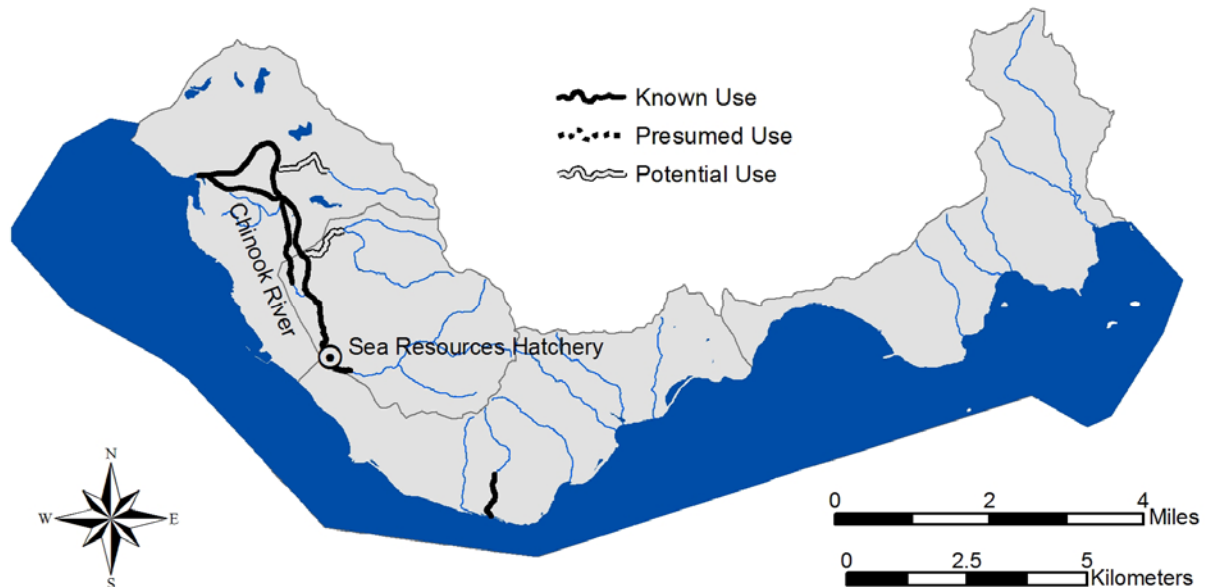 Known Use
Presumed Use
Potential Use
Chinook River
Sea Resources Hatchery
N
W E
S
0 2 4
Miles
0 2.5 5
Kilometers